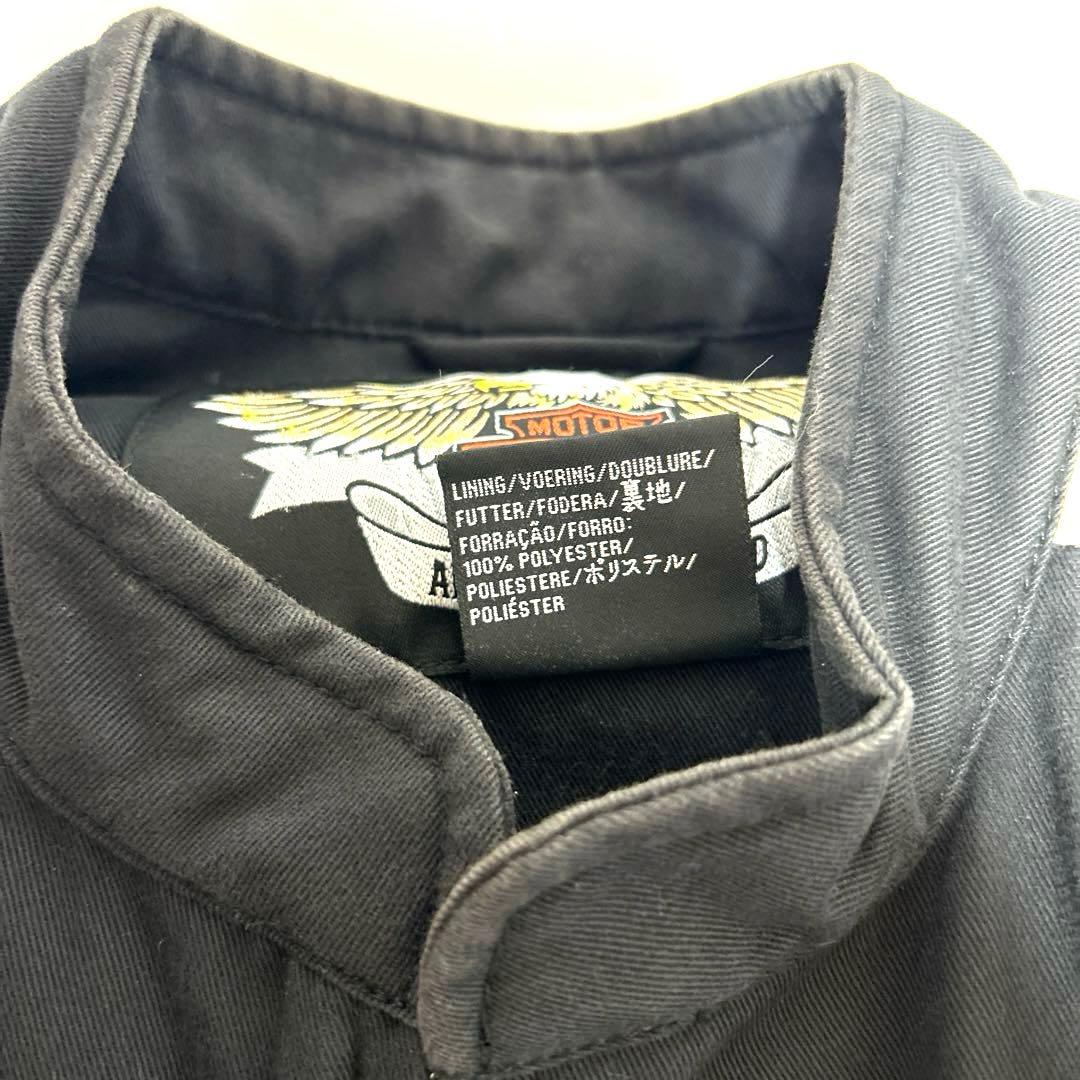 MOTOR
LINING/VOERING/DOUBLURE/
FUTTER/FODERA/裏地/
FORRAÇÃO/FORRO:
100% POLYESTER/
POLIESTERE/ポリステル/
POLIÉSTER